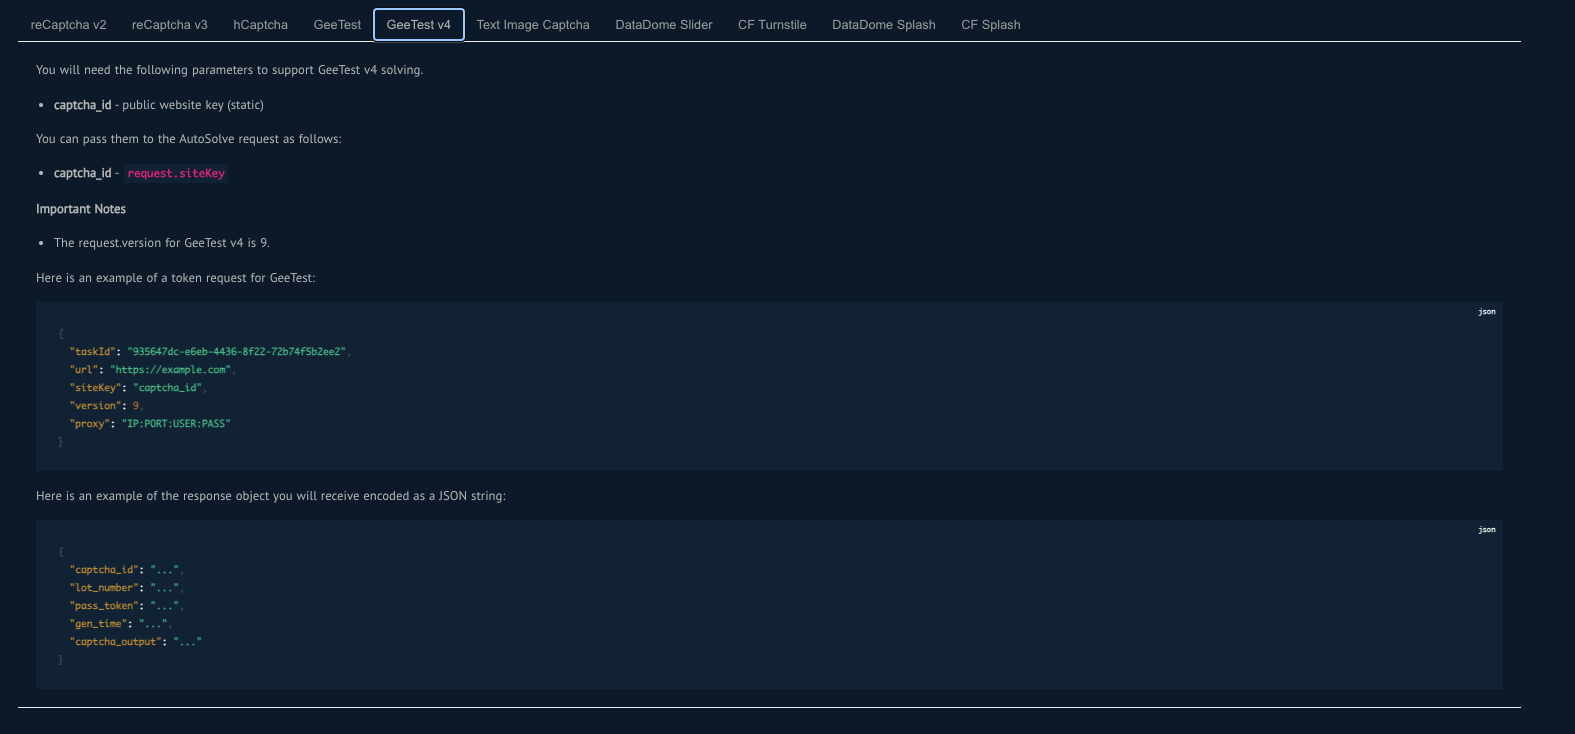 reCaptcha v2 reCaptcha v3 hCaptcha GeeTest GeeTest v4 Text Image Captcha DataDome Slider CF Turnstile DataDome Splash CF Splash
You will need the following parameters to support GeeTest v4 solving.
• captcha_id - public website key (static)
You can pass them to the AutoSolve request as follows:
• captcha_id - request.siteKey
Important Notes
• The request.version for GeeTest v4 is 9.
Here is an example of a token request for GeeTest:
json
{
"taskId": "935647dc-e6eb-4436-8f22-72b74f5b2ee2",
"url": "https://example.com",
"siteKey": "captcha_id",
"version": 9,
"proxy": "IP:PORT:USER:PASS"
}
Here is an example of the response object you will receive encoded as a JSON string:
json
{
"captcha_id": "...",
"lot_number": "...",
"pass_token": "...",
"gen_time": "...",
"captcha_output": "..."
}